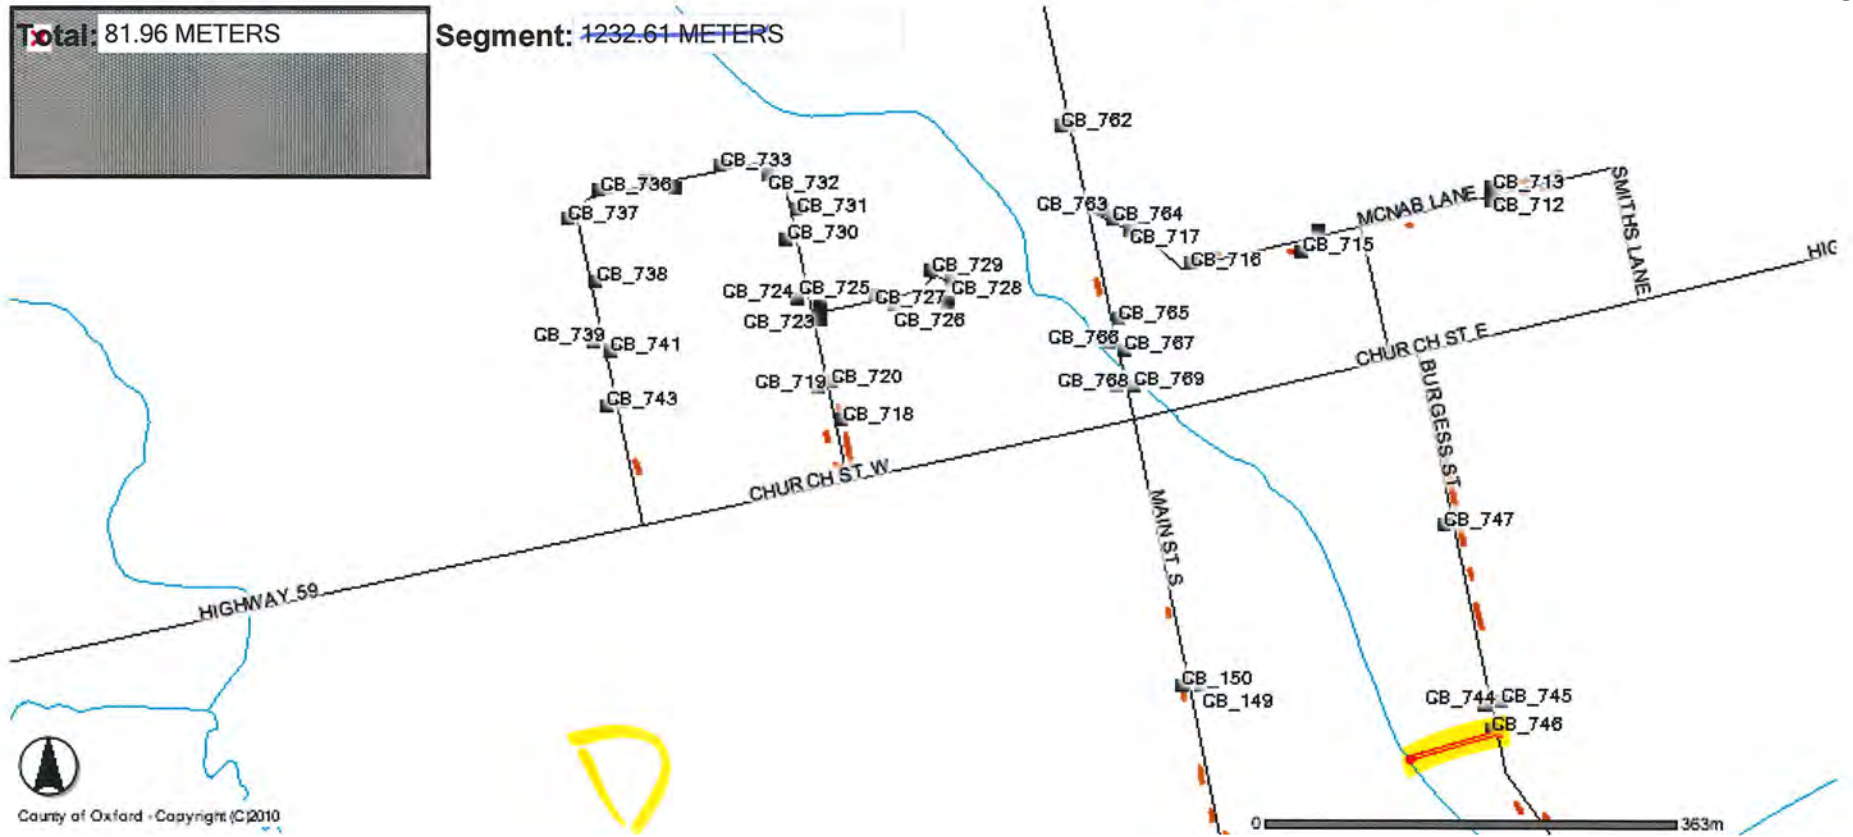 Total: 81.96 METERS
Segment: 1232.61 METERS
CB_762
CB_733
CB_736
CB_732
CB_737
CB_731
CB_730
CB_763
CB_764
CB_717
CB_713
CB_712
MCNAB LANE
SMITHS LANE
CB_715
CB_716
HIG
CB_738
CB_729
CB_724
CB_725
CB_728
CB_727
CB_723
CB_726
CB_765
CB_739
CB_741
CB_766
CB_767
CHURCH ST E
CB_719
CB_720
CB_768
CB_769
CB_743
CB_718
BURGESS ST
CHURCH ST W
MAIN ST S
CB_747
HIGHWAY 59
CB_150
CB_149
CB_744
CB_745
CB_746
D
County of Oxford - Copyright (C)2010
0
363m